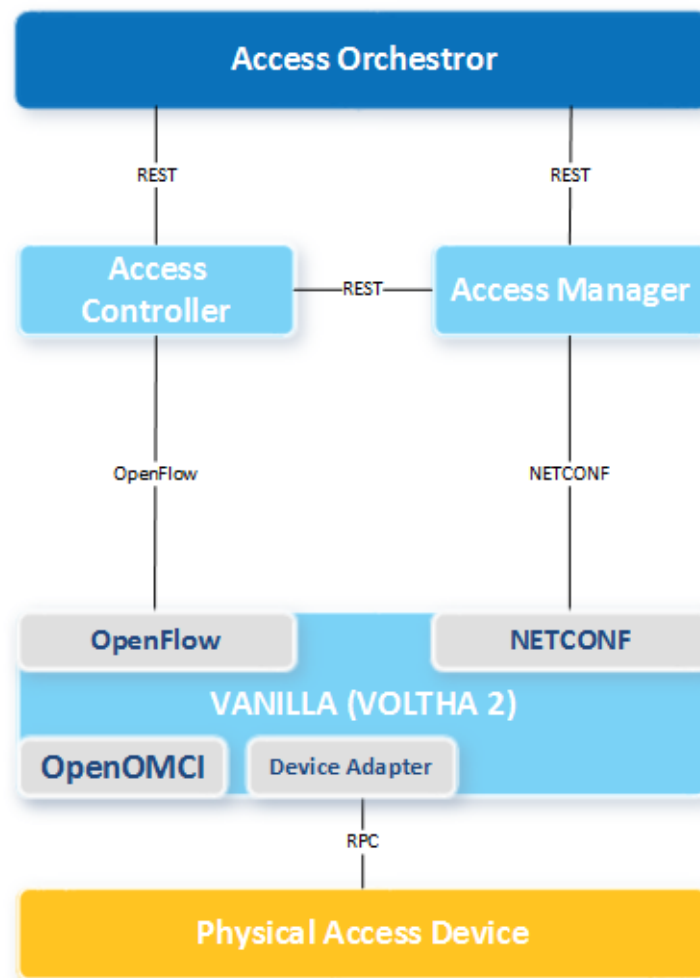 Access Orchestror
REST
REST
Access
Controller
REST
Access Manager
OpenFlow
NETCONF
OpenFlow
NETCONF
VANILLA (VOLTHA 2)
OpenOMCI
Device Adapter
RPC
Physical Access Device